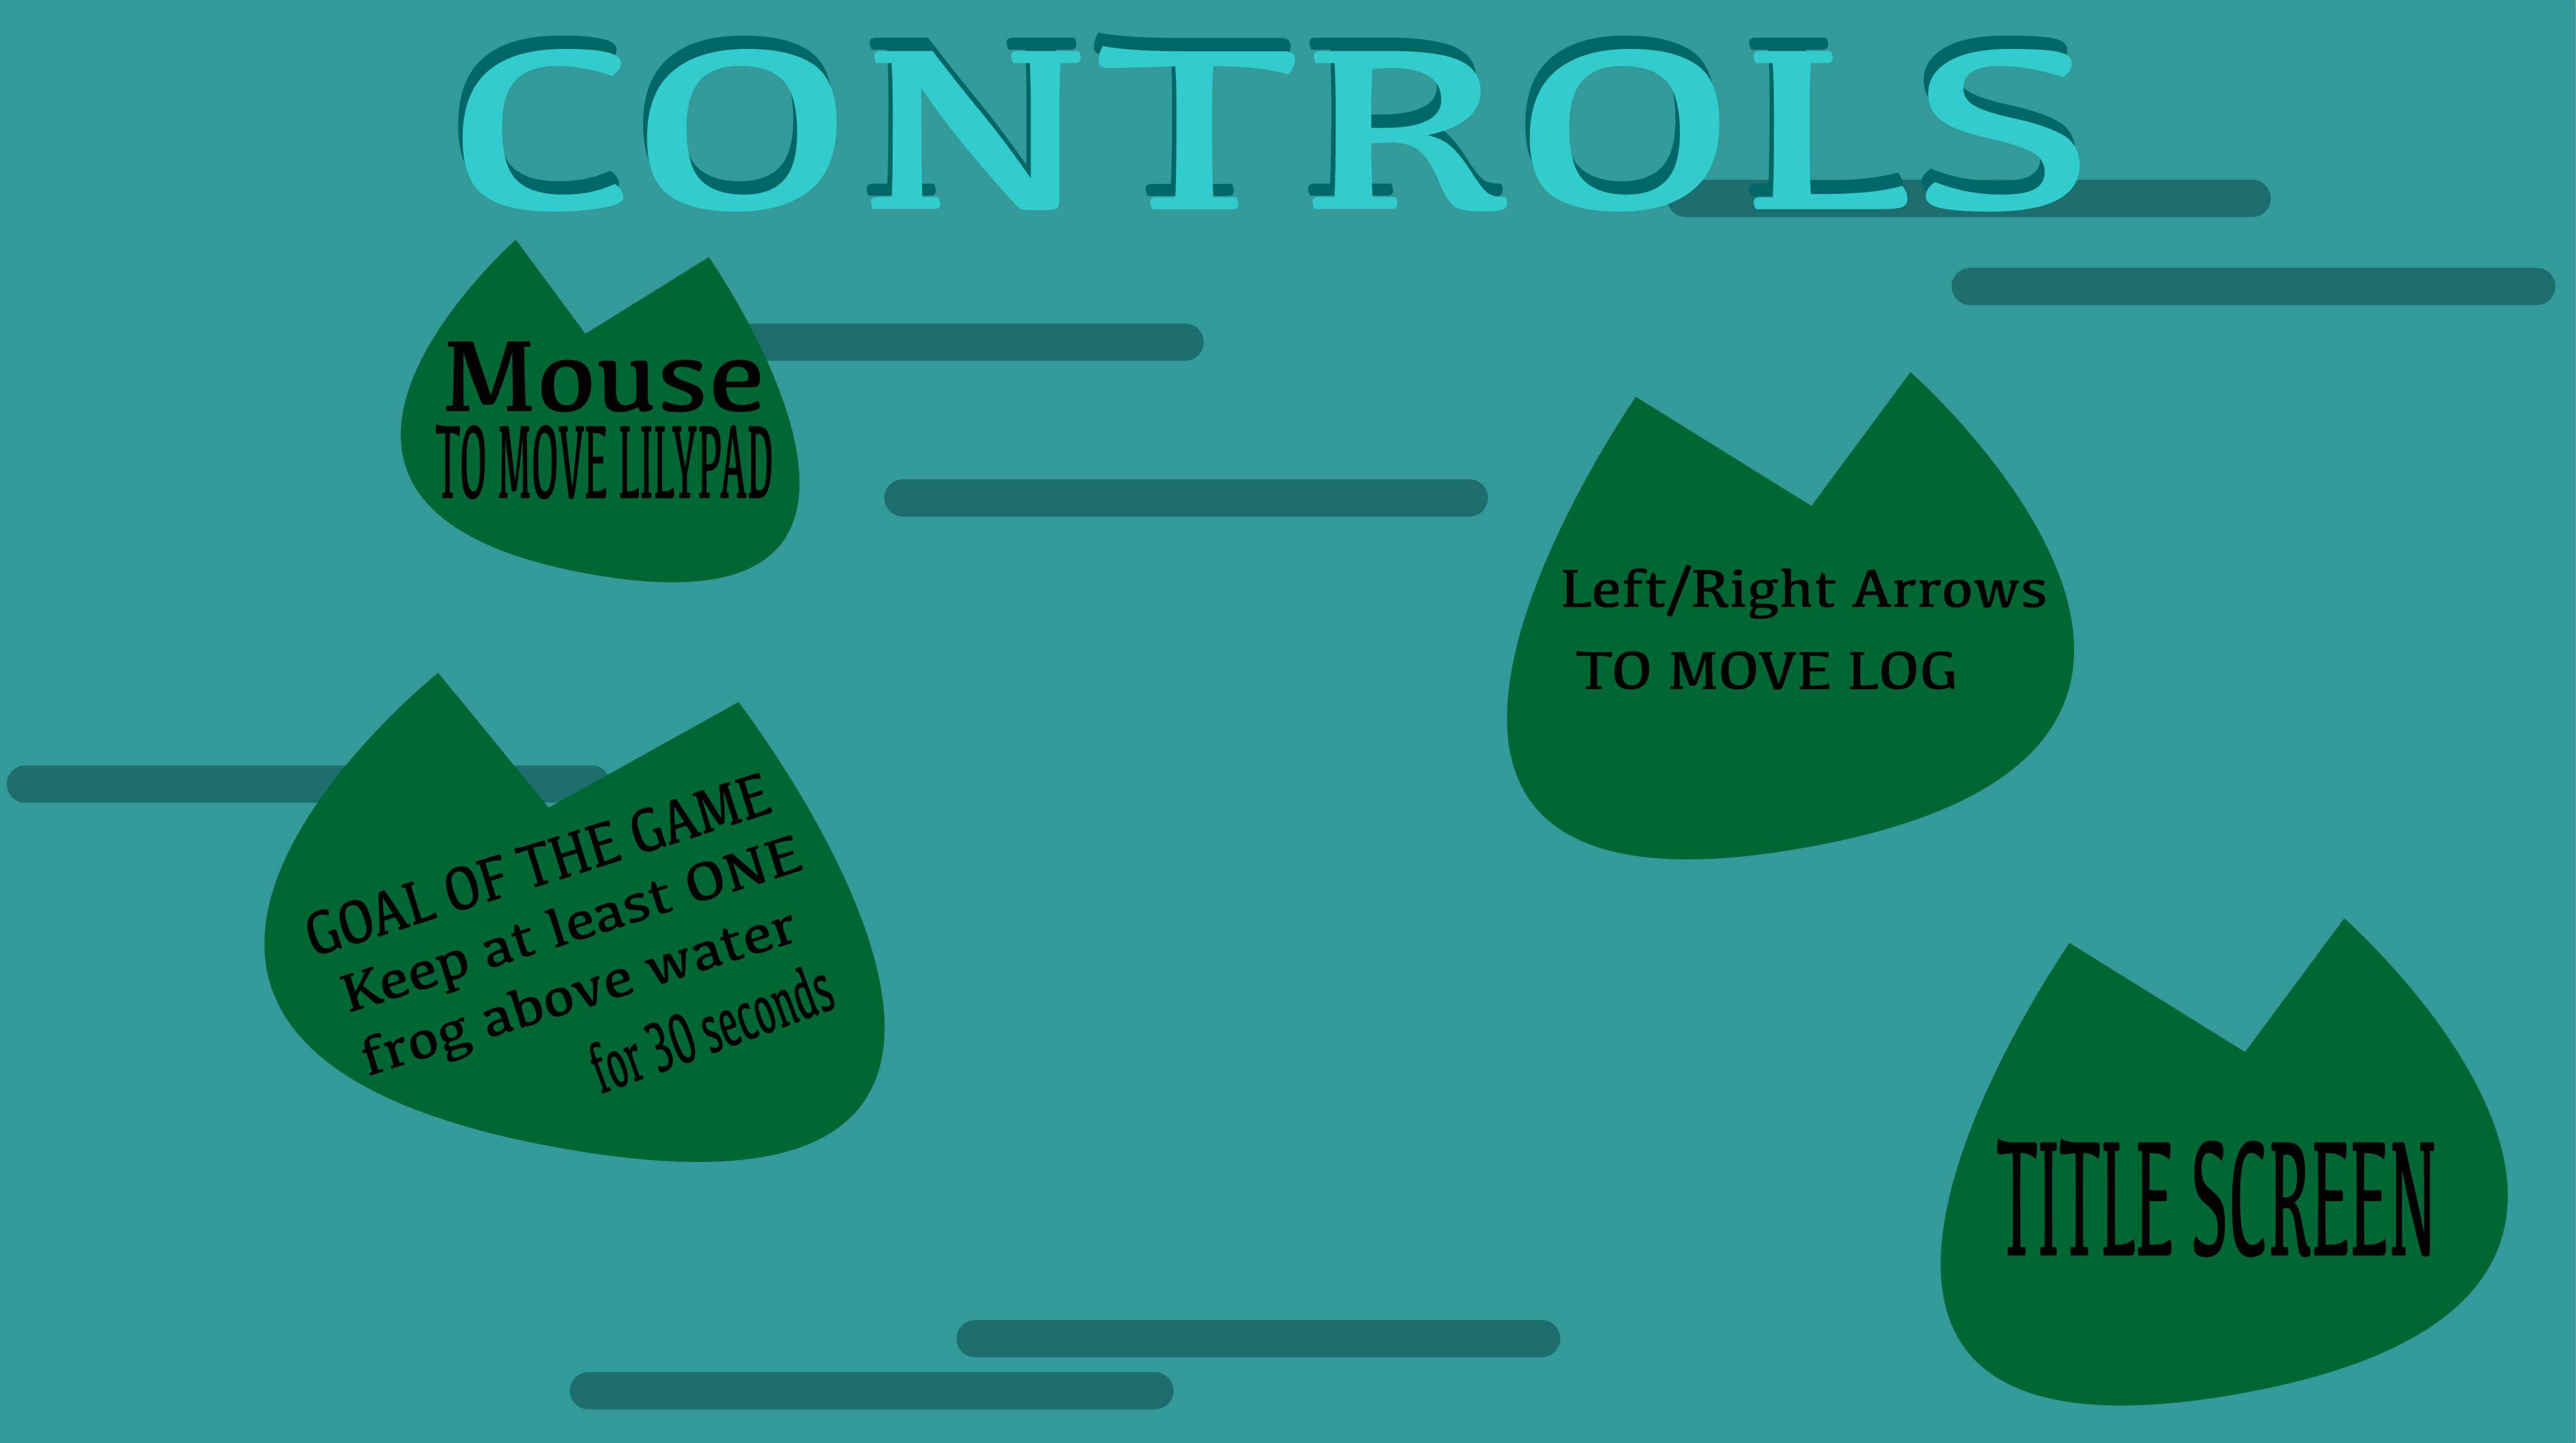 CONTROLS
Mouse
TO MOVE LILYPAD
Left/Right Arrows
TO MOVE LOG
GOAL OF THE GAME
Keep at least ONE
frog above water
for 30 seconds
TITLE SCREEN